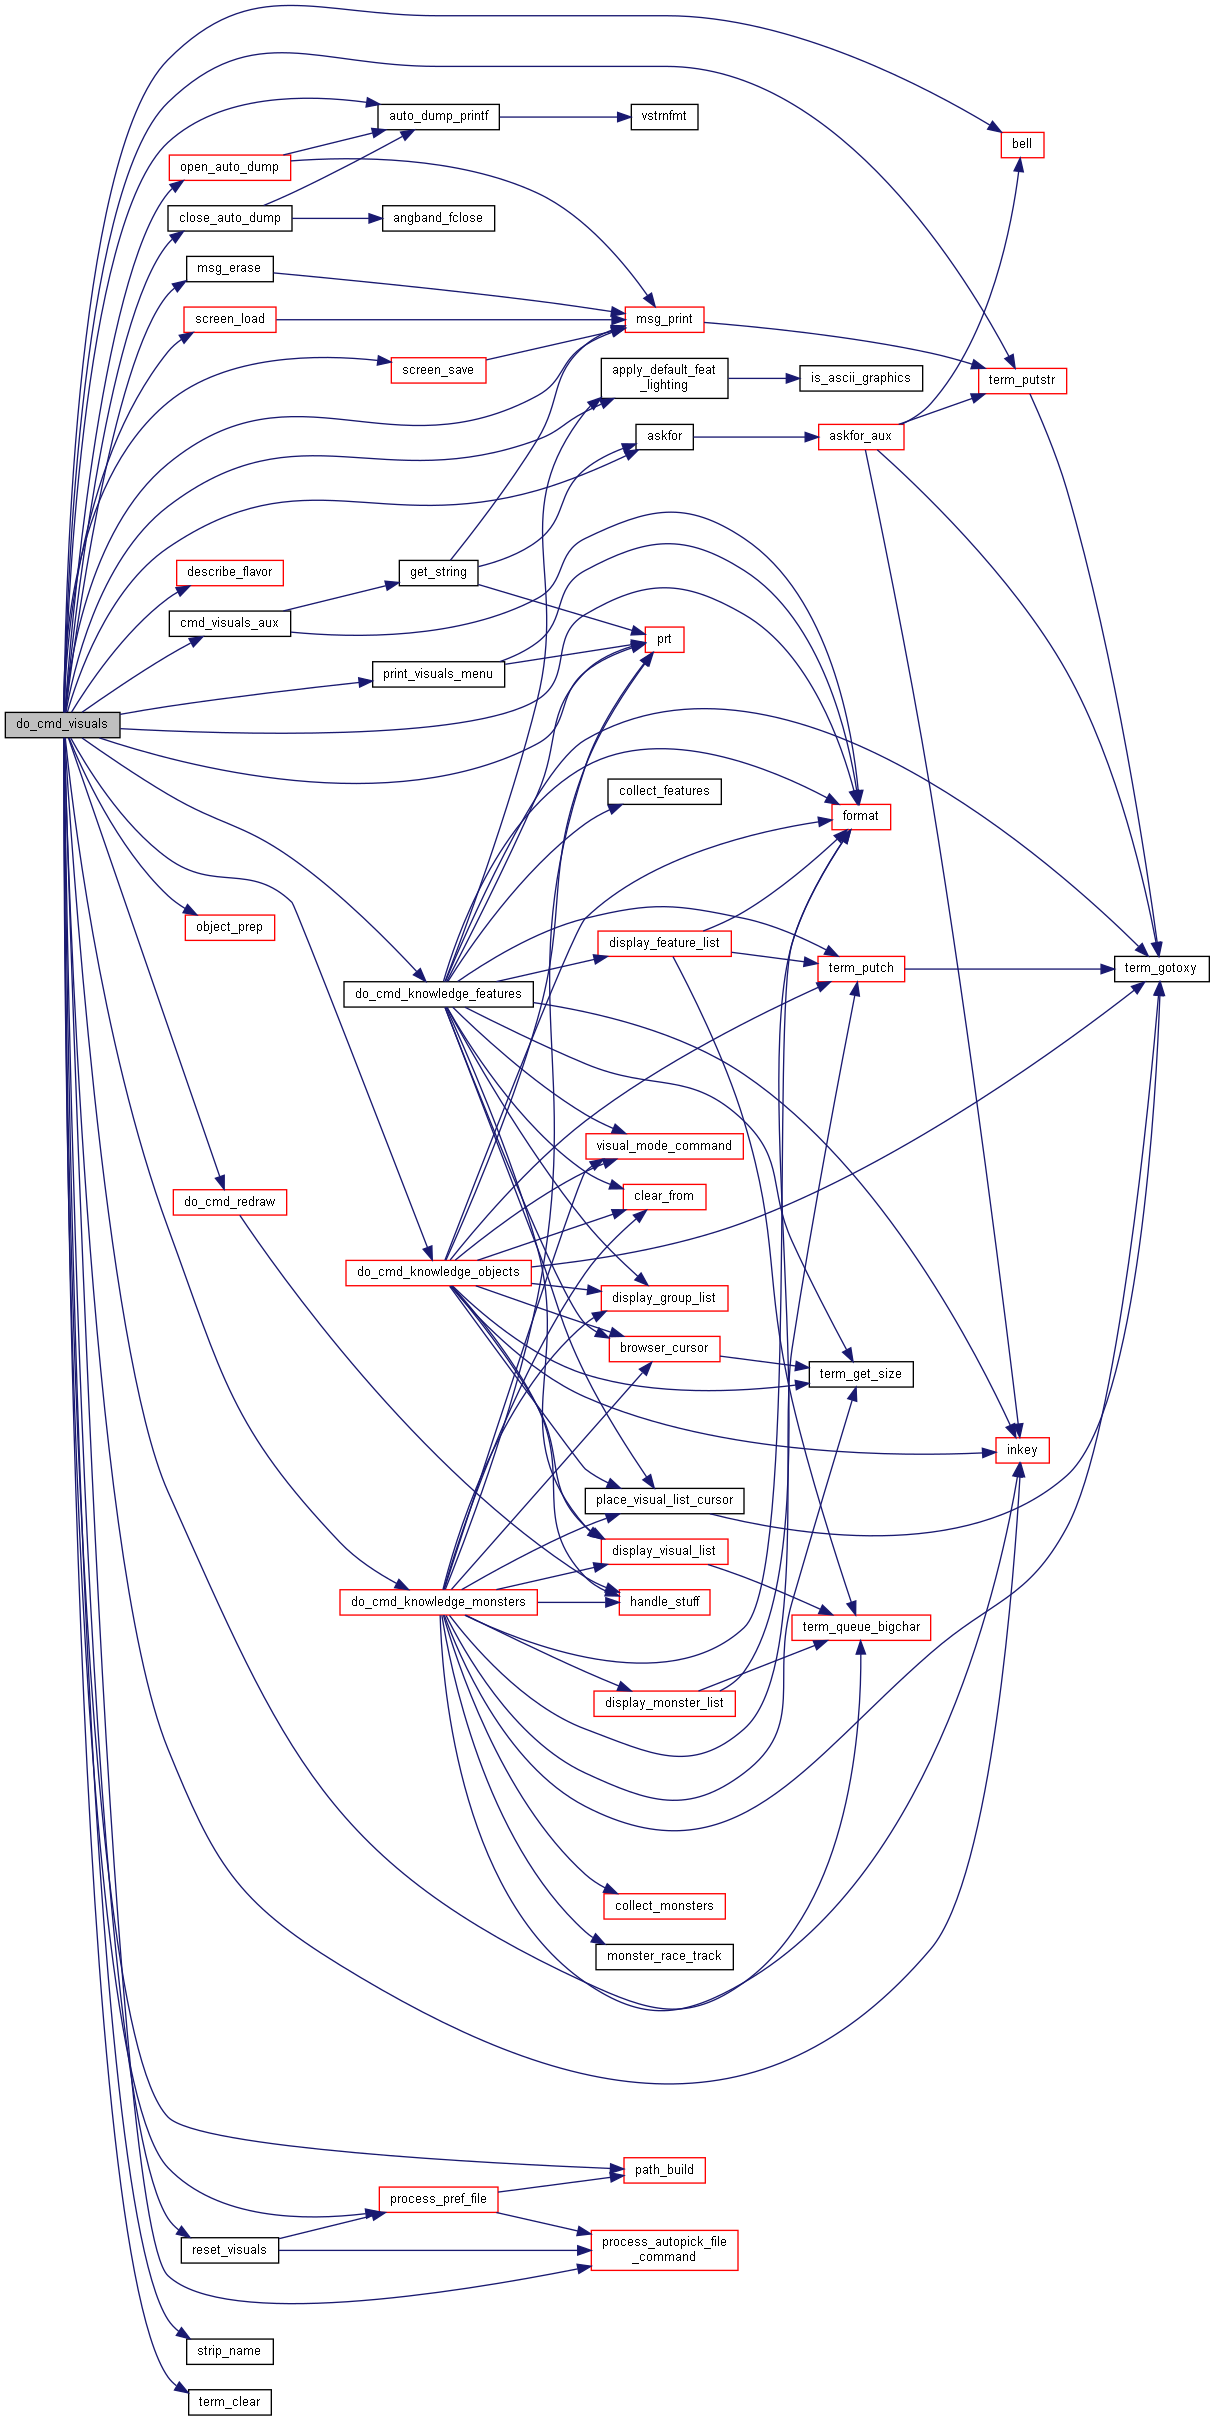 auto_dump_printf
vstrnfmt
bell
open_auto_dump
close_auto_dump
angband_fclose
msg_erase
screen_load
msg_print
screen_save
apply_default_feat
_lighting
is_ascii_graphics
term_putstr
askfor
askfor_aux
describe_flavor
get_string
cmd_visuals_aux
prt
print_visuals_menu
do_cmd_visuals
collect_features
format
object_prep
display_feature_list
term_putch
term_gotoxy
do_cmd_knowledge_features
visual_mode_command
do_cmd_redraw
clear_from
do_cmd_knowledge_objects
display_group_list
browser_cursor
term_get_size
inkey
place_visual_list_cursor
display_visual_list
do_cmd_knowledge_monsters
handle_stuff
term_queue_bigchar
display_monster_list
collect_monsters
monster_race_track
path_build
process_pref_file
reset_visuals
process_autopick_file
_command
strip_name
term_clear